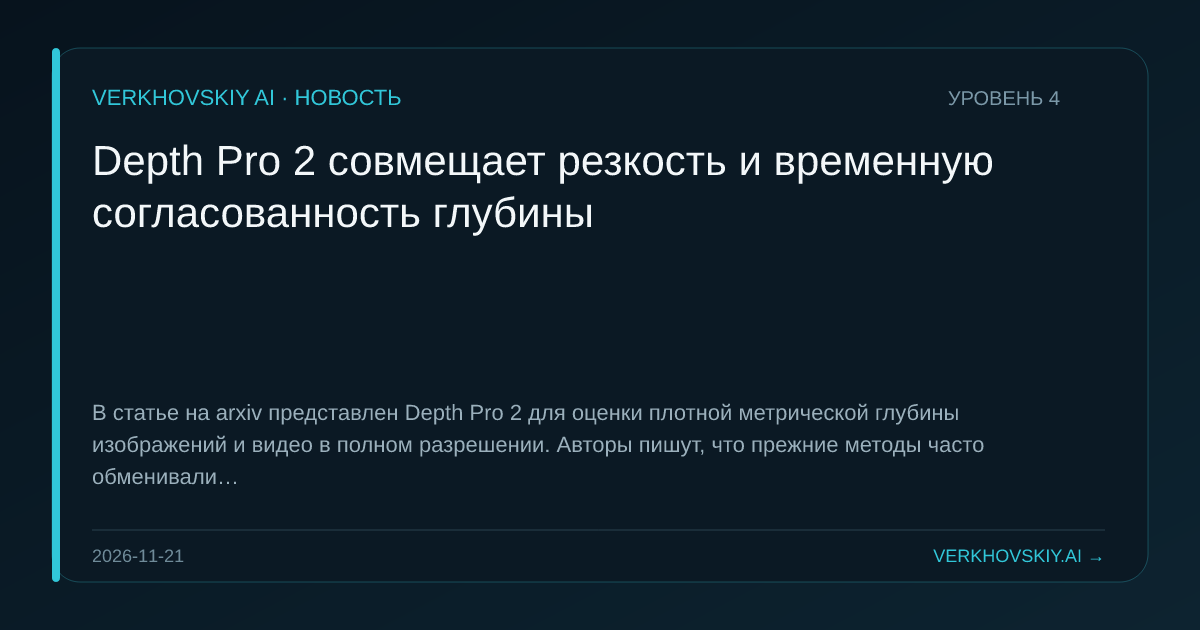 VERKHOVSKIY AI · НОВОСТЬ
УРОВЕНЬ 4
Depth Pro 2 совмещает резкость и временную
согласованность глубины
В статье на arxiv представлен Depth Pro 2 для оценки плотной метрической глубины
изображений и видео в полном разрешении. Авторы пишут, что прежние методы часто
обменивали…
2026-11-21
VERKHOVSKIY.AI →